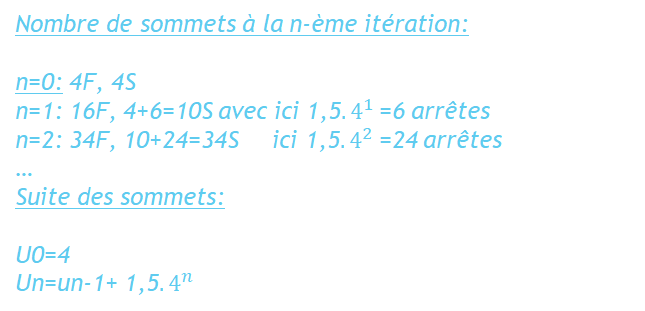 Nombre de sommets à la n-ème itération:
n=0: 4F, 4S
n=1: 16F, 4+6=10S avec ici 1,5. 4¹ =6 arrêtes
n=2: 34F, 10+24=34S ici 1,5. 4² =24 arrêtes
...
Suite des sommets:
U0=4
Un=un-1+ 1,5. 4ⁿ